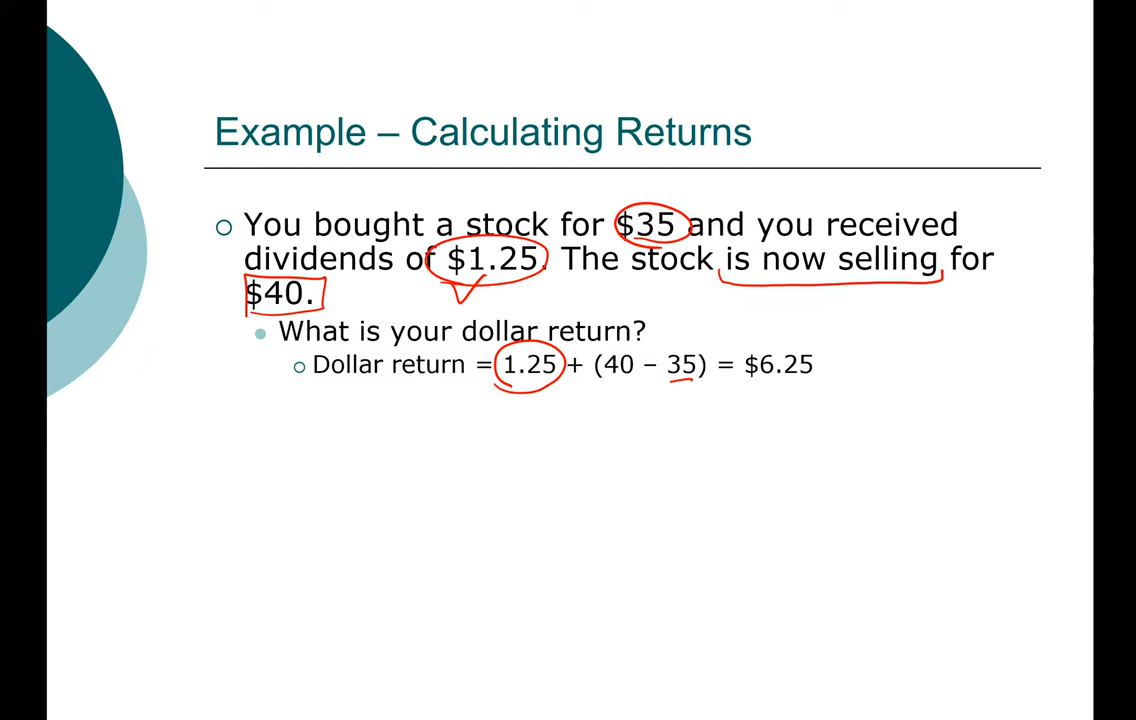 Example – Calculating Returns
You bought a stock for $35 and you received
dividends of $1.25. The stock is now selling for
$40.
What is your dollar return?
Dollar return = 1.25 + (40 – 35) = $6.25